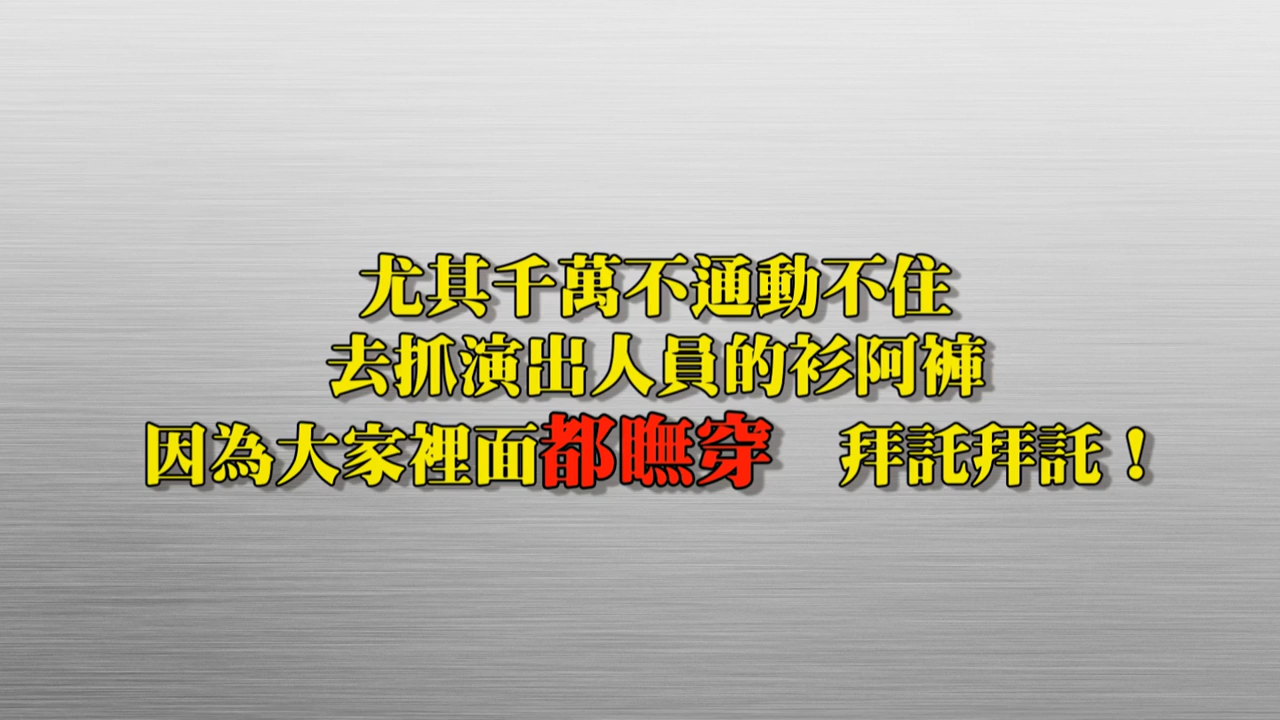 尤其千萬不通動不住
去抓演出人員的衫阿褲
因為大家裡面都瞴穿　拜託拜託！